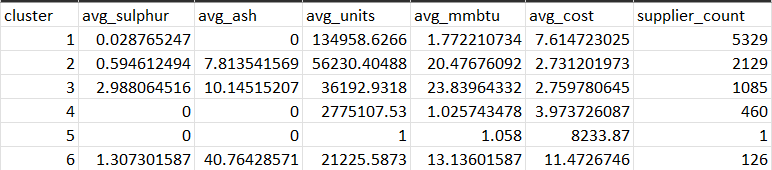 cluster avg_sulphur avg_ash avg_units avg_mmbtu avg_cost supplier_count
1 0.028765247 0 134958.6266 1.772210734 7.614723025 5329
2 0.594612494 7.813541569 56230.40488 20.47676092 2.731201973 2129
3 2.988064516 10.14515207 36192.9318 23.83964332 2.759780645 1085
4 0 0 2775107.53 1.025743478 3.973726087 460
5 0 0 1 1.058 8233.87 1
6 1.307301587 40.76428571 21225.5873 13.13601587 11.4726746 126